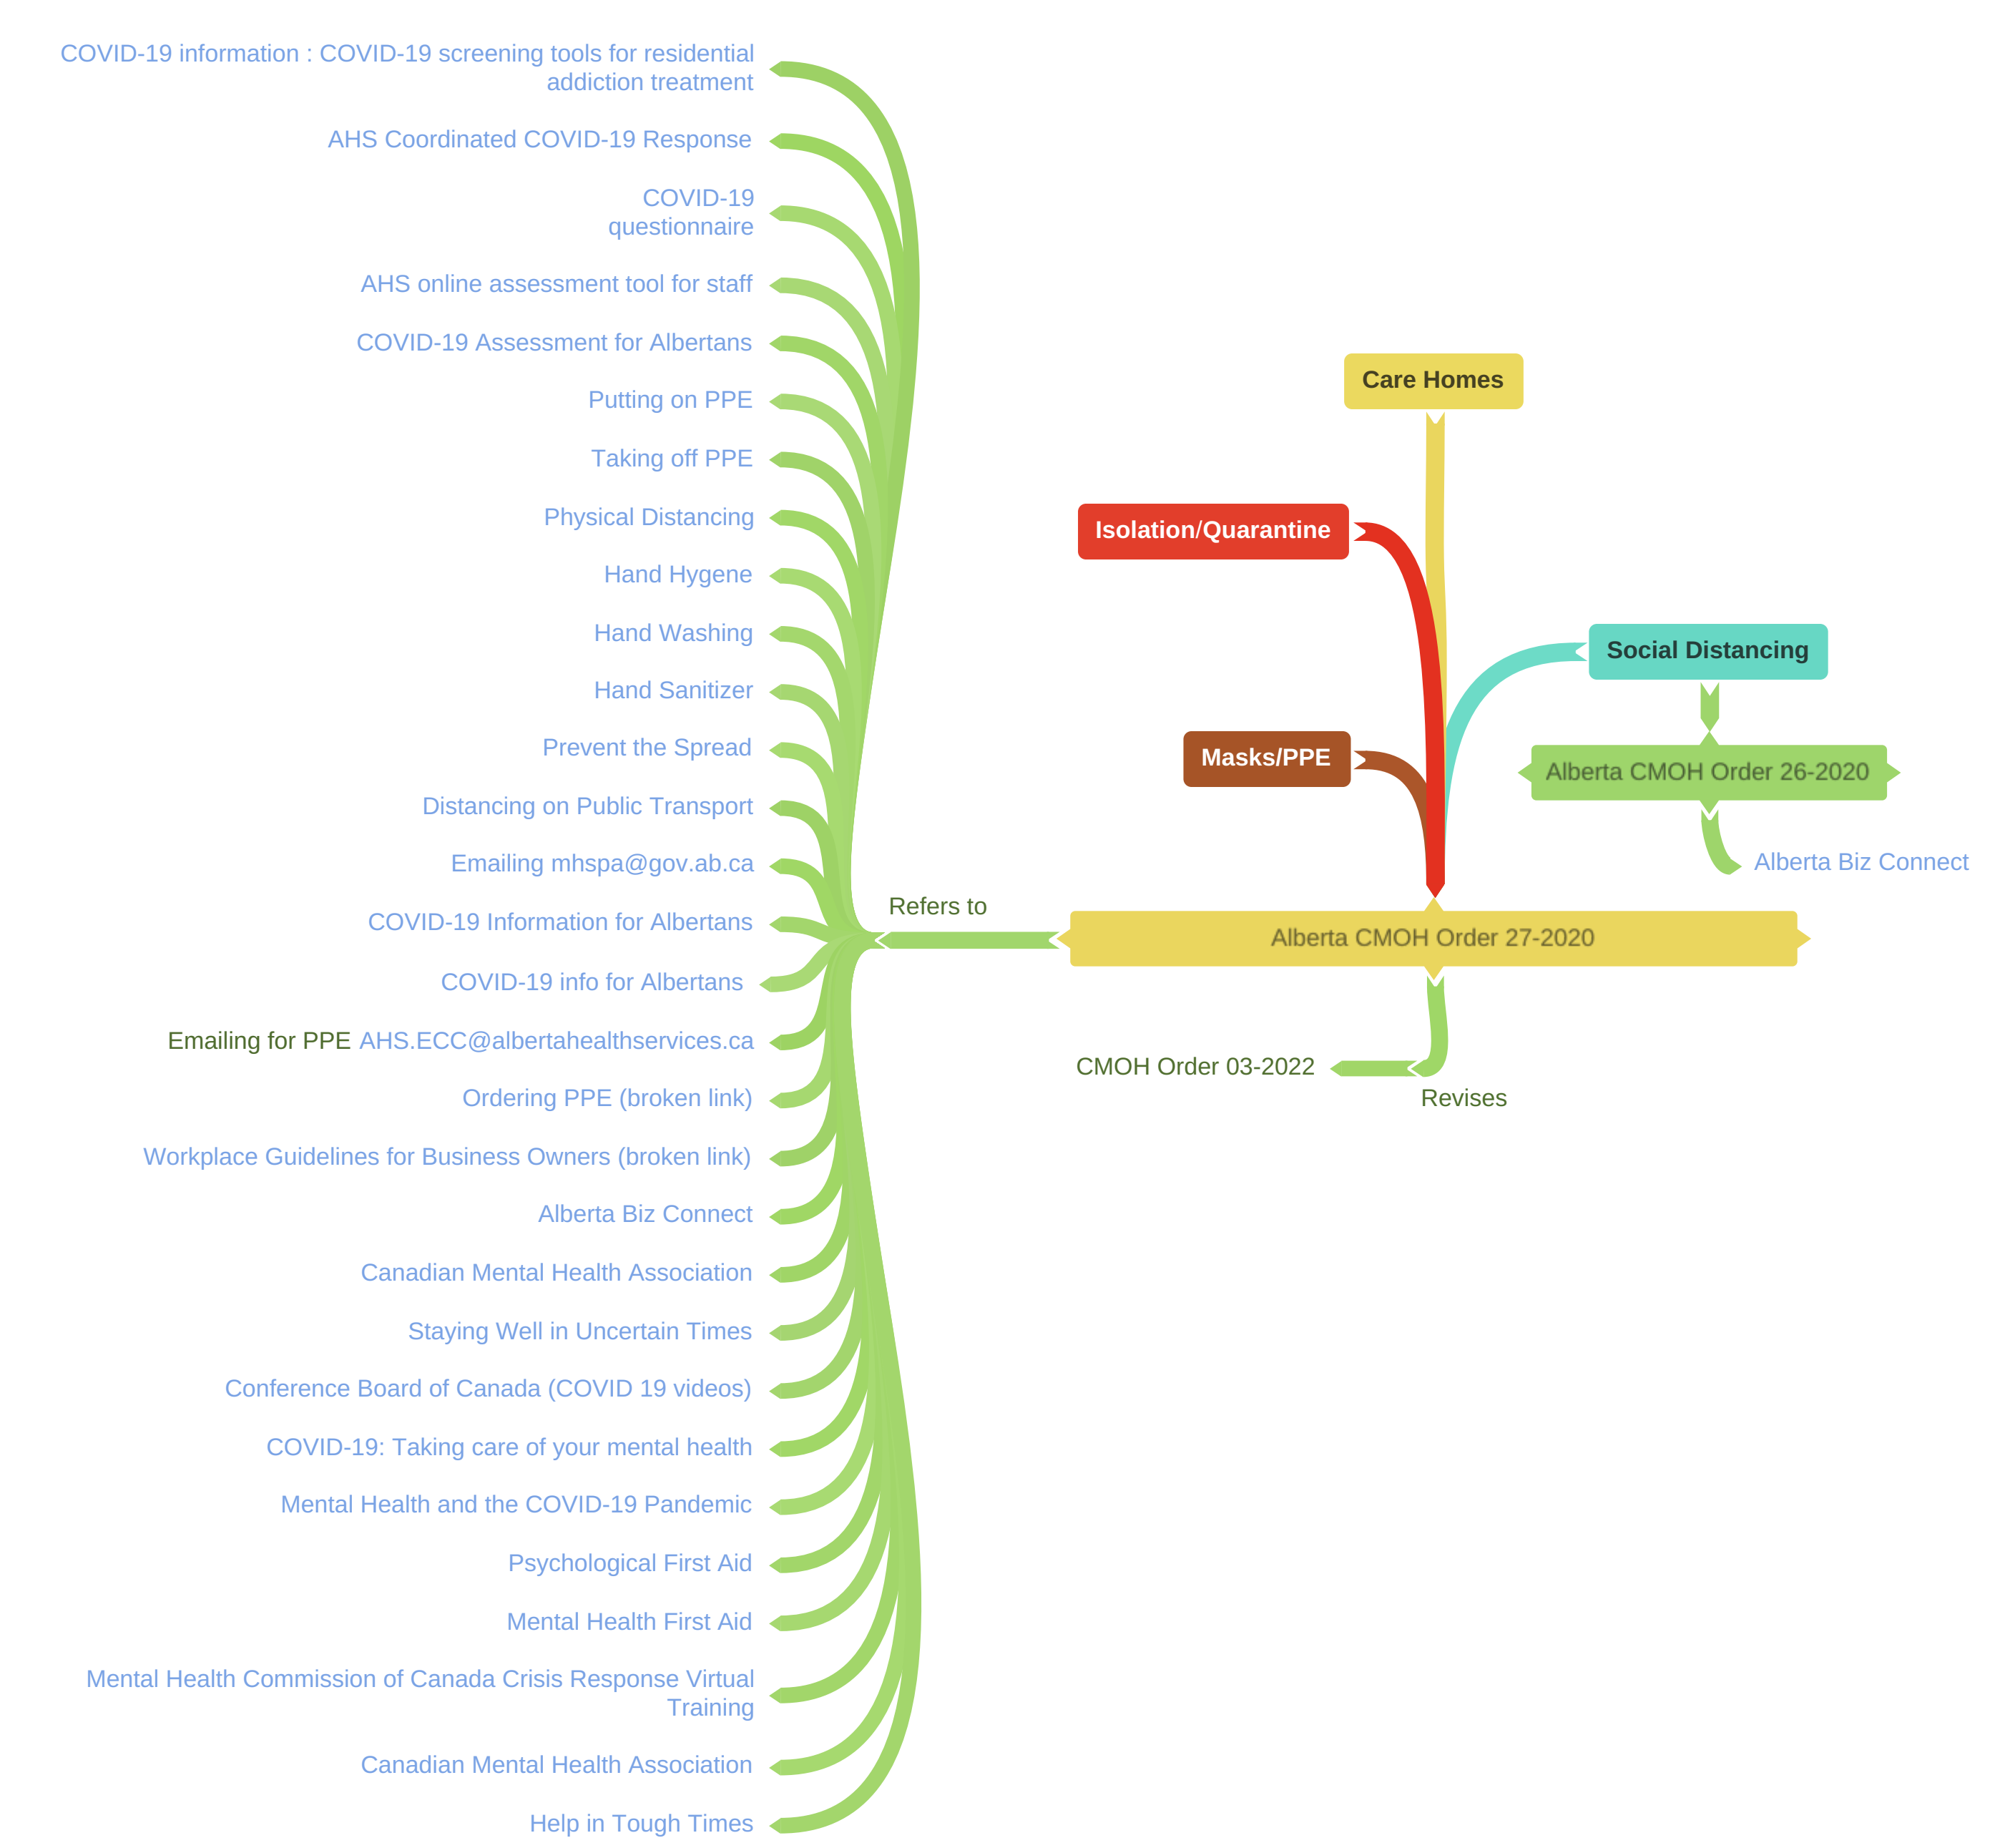 COVID-19 information : COVID-19 screening tools for residential
addiction treatment
AHS Coordinated COVID-19 Response
COVID-19
questionnaire
AHS online assessment tool for staff
COVID-19 Assessment for Albertans
Putting on PPE
Taking off PPE
Physical Distancing
Hand Hygene
Hand Washing
Hand Sanitizer
Prevent the Spread
Distancing on Public Transport
Emailing mhspa@gov.ab.ca
COVID-19 Information for Albertans
COVID-19 info for Albertans
Emailing for PPE AHS.ECC@albertahealthservices.ca
Ordering PPE (broken link)
Workplace Guidelines for Business Owners (broken link)
Alberta Biz Connect
Canadian Mental Health Association
Staying Well in Uncertain Times
Conference Board of Canada (COVID 19 videos)
COVID-19: Taking care of your mental health
Mental Health and the COVID-19 Pandemic
Psychological First Aid
Mental Health First Aid
Mental Health Commission of Canada Crisis Response Virtual
Training
Canadian Mental Health Association
Help in Tough Times
Refers to
Care Homes
Isolation/Quarantine
Social Distancing
Masks/PPE
Alberta CMOH Order 26-2020
Alberta Biz Connect
Alberta CMOH Order 27-2020
CMOH Order 03-2022
Revises